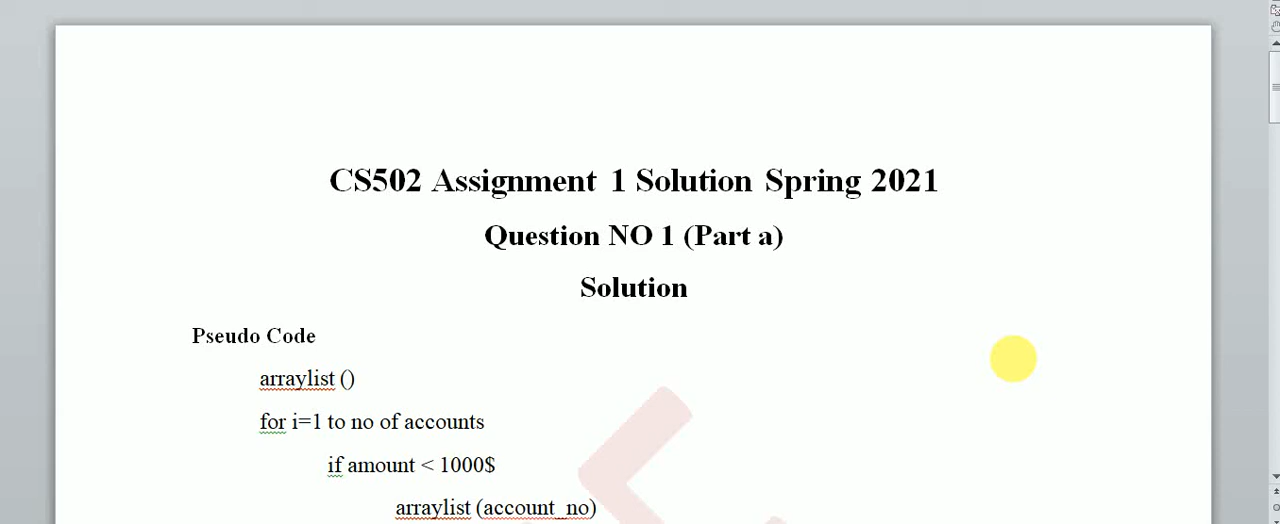 CS502 Assignment 1 Solution Spring 2021
Question NO 1 (Part a)
Solution
Pseudo Code
arraylist ()
for i=1 to no of accounts
if amount < 1000$
arraylist (account_no)